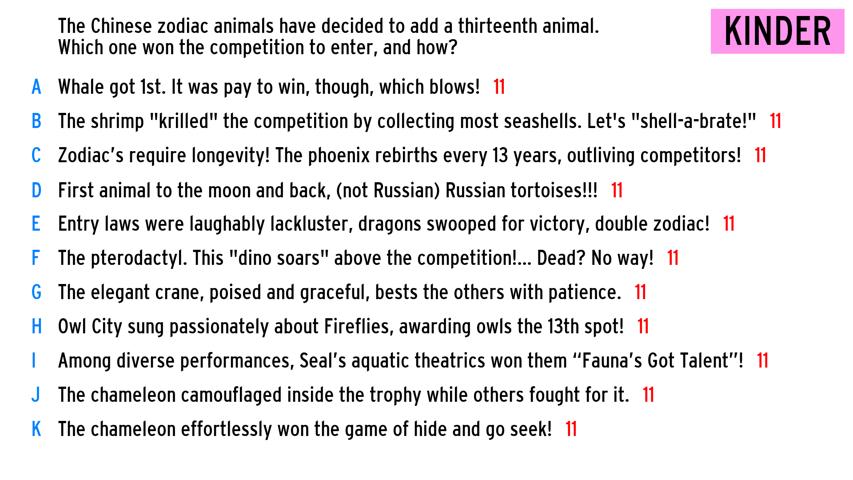 The Chinese zodiac animals have decided to add a thirteenth animal.
Which one won the competition to enter, and how?
KINDER
A Whale got 1st. It was pay to win, though, which blows! 11
B The shrimp "krilled" the competition by collecting most seashells. Let's "shell-a-brate!" 11
C Zodiac's require longevity! The phoenix rebirths every 13 years, outliving competitors! 11
D First animal to the moon and back, (not Russian) Russian tortoises!!! 11
E Entry laws were laughably lackluster, dragons swooped for victory, double zodiac! 11
F The pterodactyl. This "dino soars" above the competition!... Dead? No way! 11
G The elegant crane, poised and graceful, bests the others with patience. 11
H Owl City sung passionately about Fireflies, awarding owls the 13th spot! 11
I Among diverse performances, Seal's aquatic theatrics won them “Fauna's Got Talent”! 11
J The chameleon camouflaged inside the trophy while others fought for it. 11
K The chameleon effortlessly won the game of hide and go seek! 11